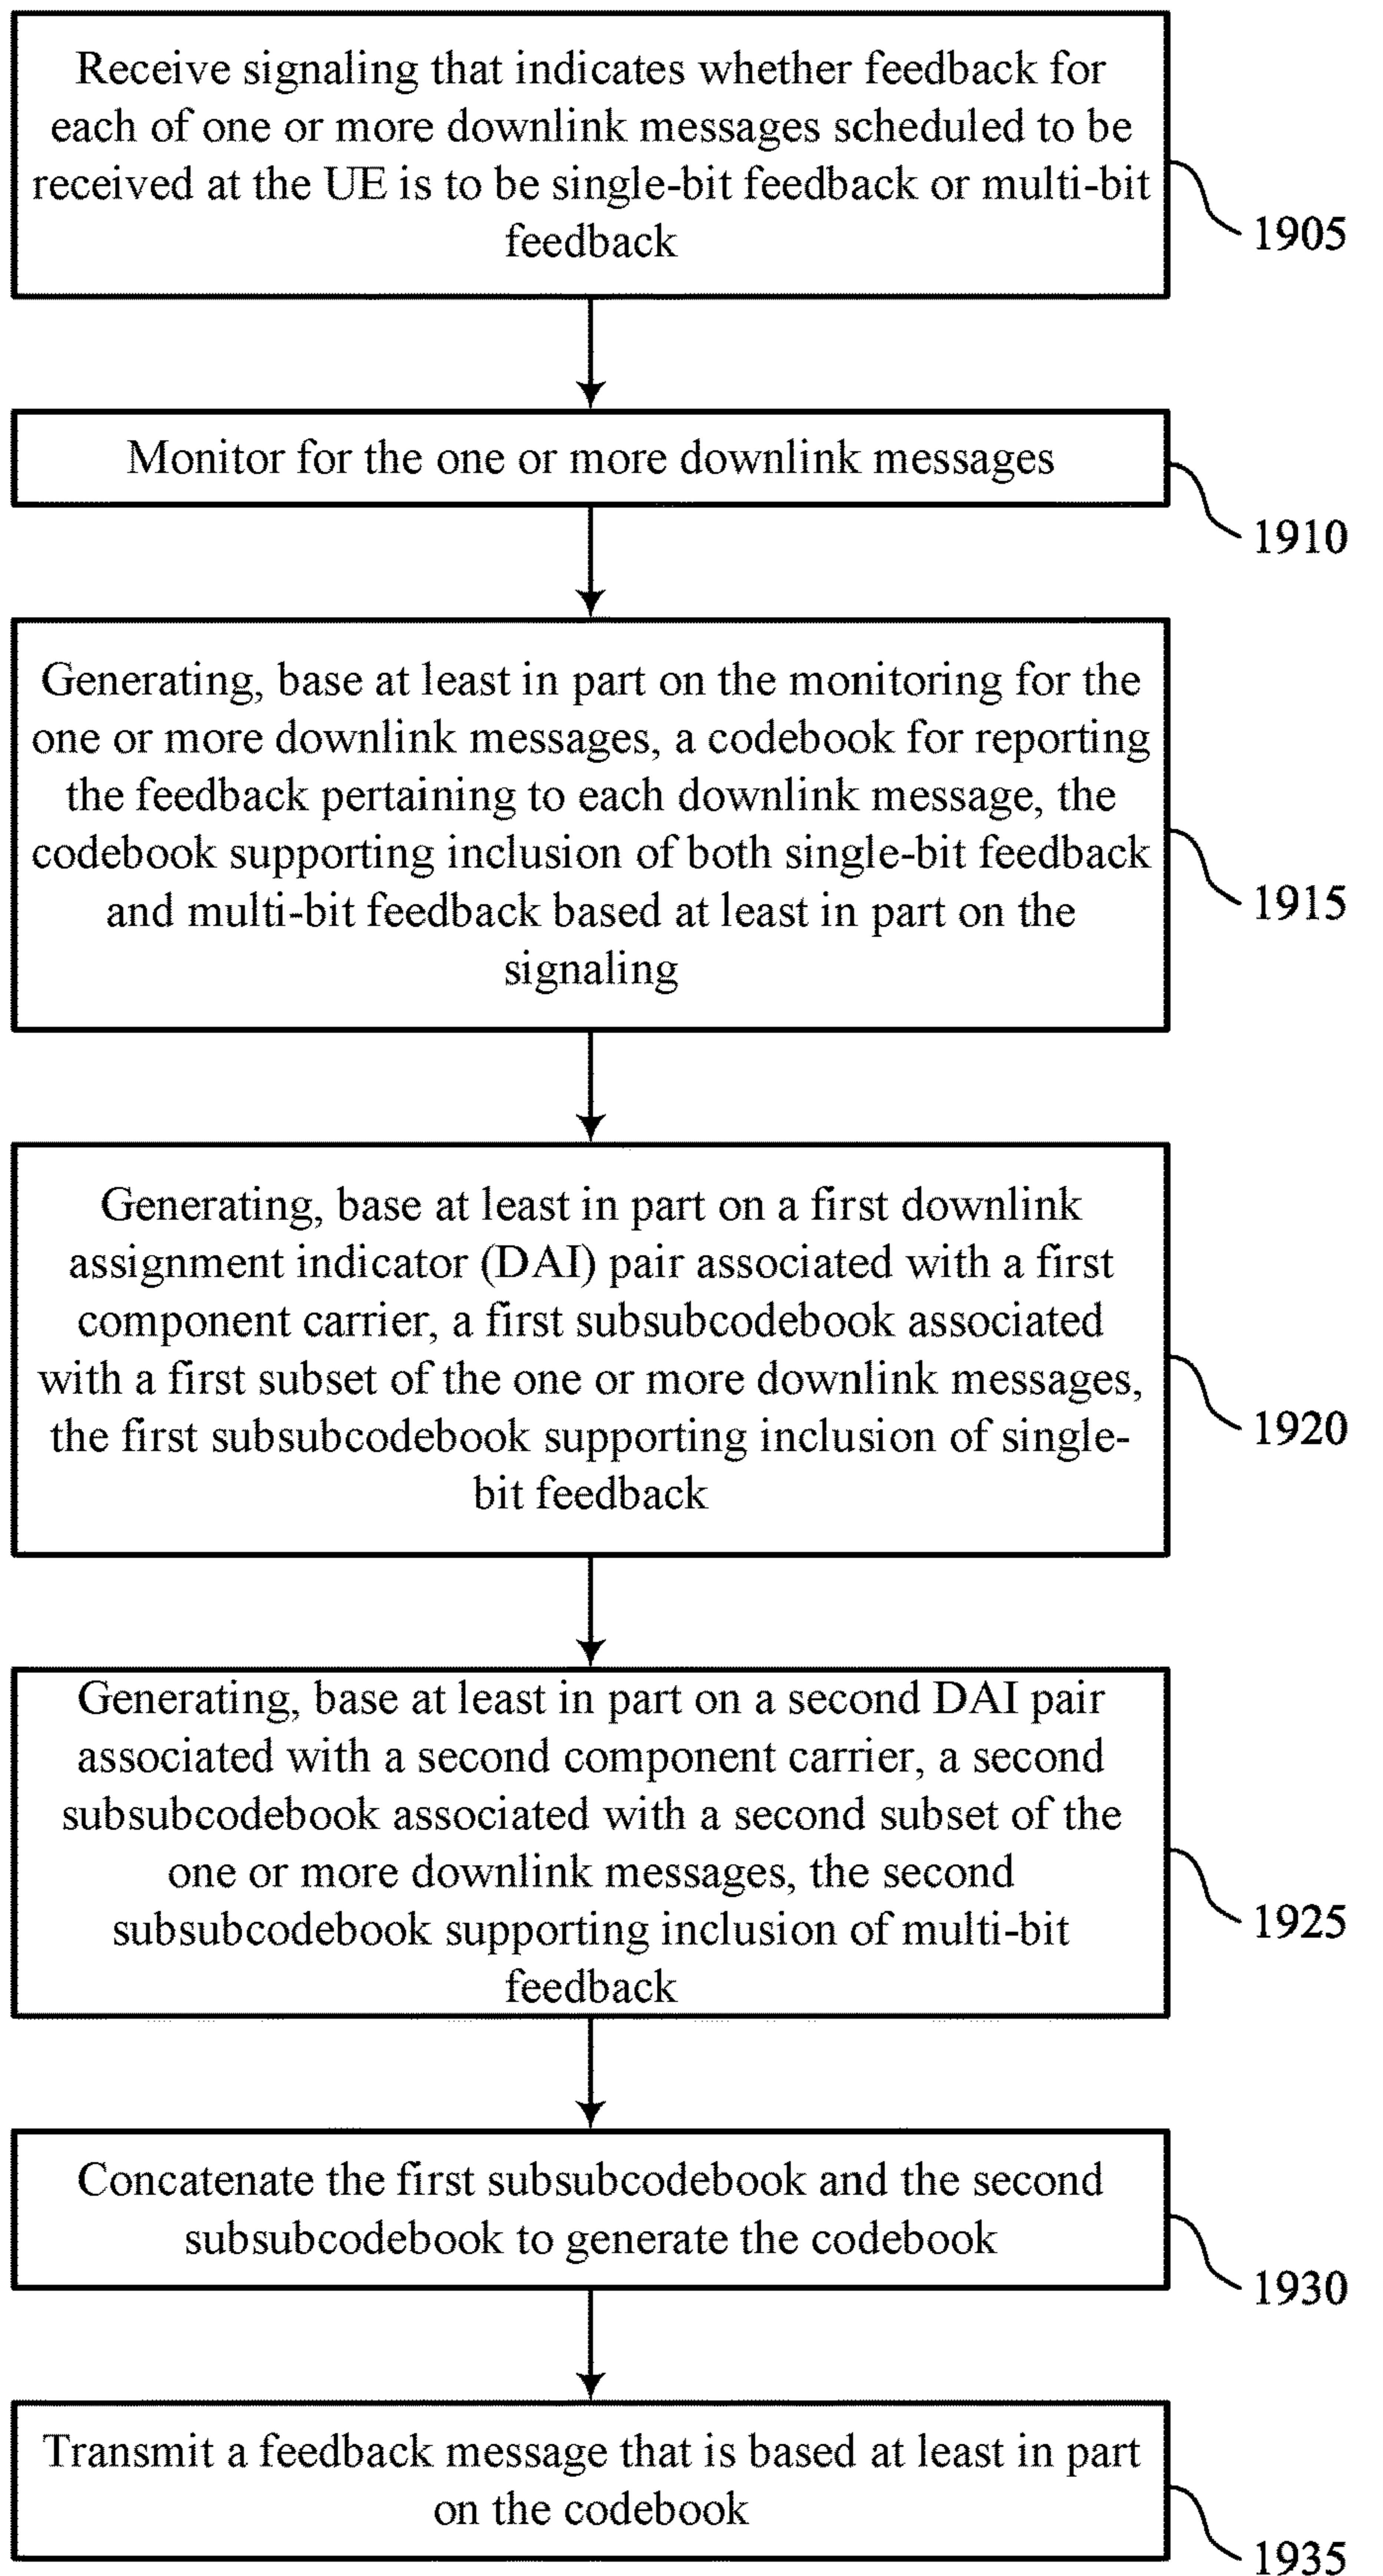 Receive signaling that indicates whether feedback for
each of one or more downlink messages scheduled to be
received at the UE is to be single-bit feedback or multi-bit
feedback
1905
Monitor for the one or more downlink messages
1910
Generating, base at least in part on the monitoring for the
one or more downlink messages, a codebook for reporting
the feedback pertaining to each downlink message, the
codebook supporting inclusion of both single-bit feedback
and multi-bit feedback based at least in part on the
signaling
1915
Generating, base at least in part on a first downlink
assignment indicator (DAI) pair associated with a first
component carrier, a first subsubcodebook associated
with a first subset of the one or more downlink messages,
the first subsubcodebook supporting inclusion of single-
bit feedback
1920
Generating, base at least in part on a second DAI pair
associated with a second component carrier, a second
subsubcodebook associated with a second subset of the
one or more downlink messages, the second
subsubcodebook supporting inclusion of multi-bit
feedback
1925
Concatenate the first subsubcodebook and the second
subsubcodebook to generate the codebook
1930
Transmit a feedback message that is based at least in part
on the codebook
1935